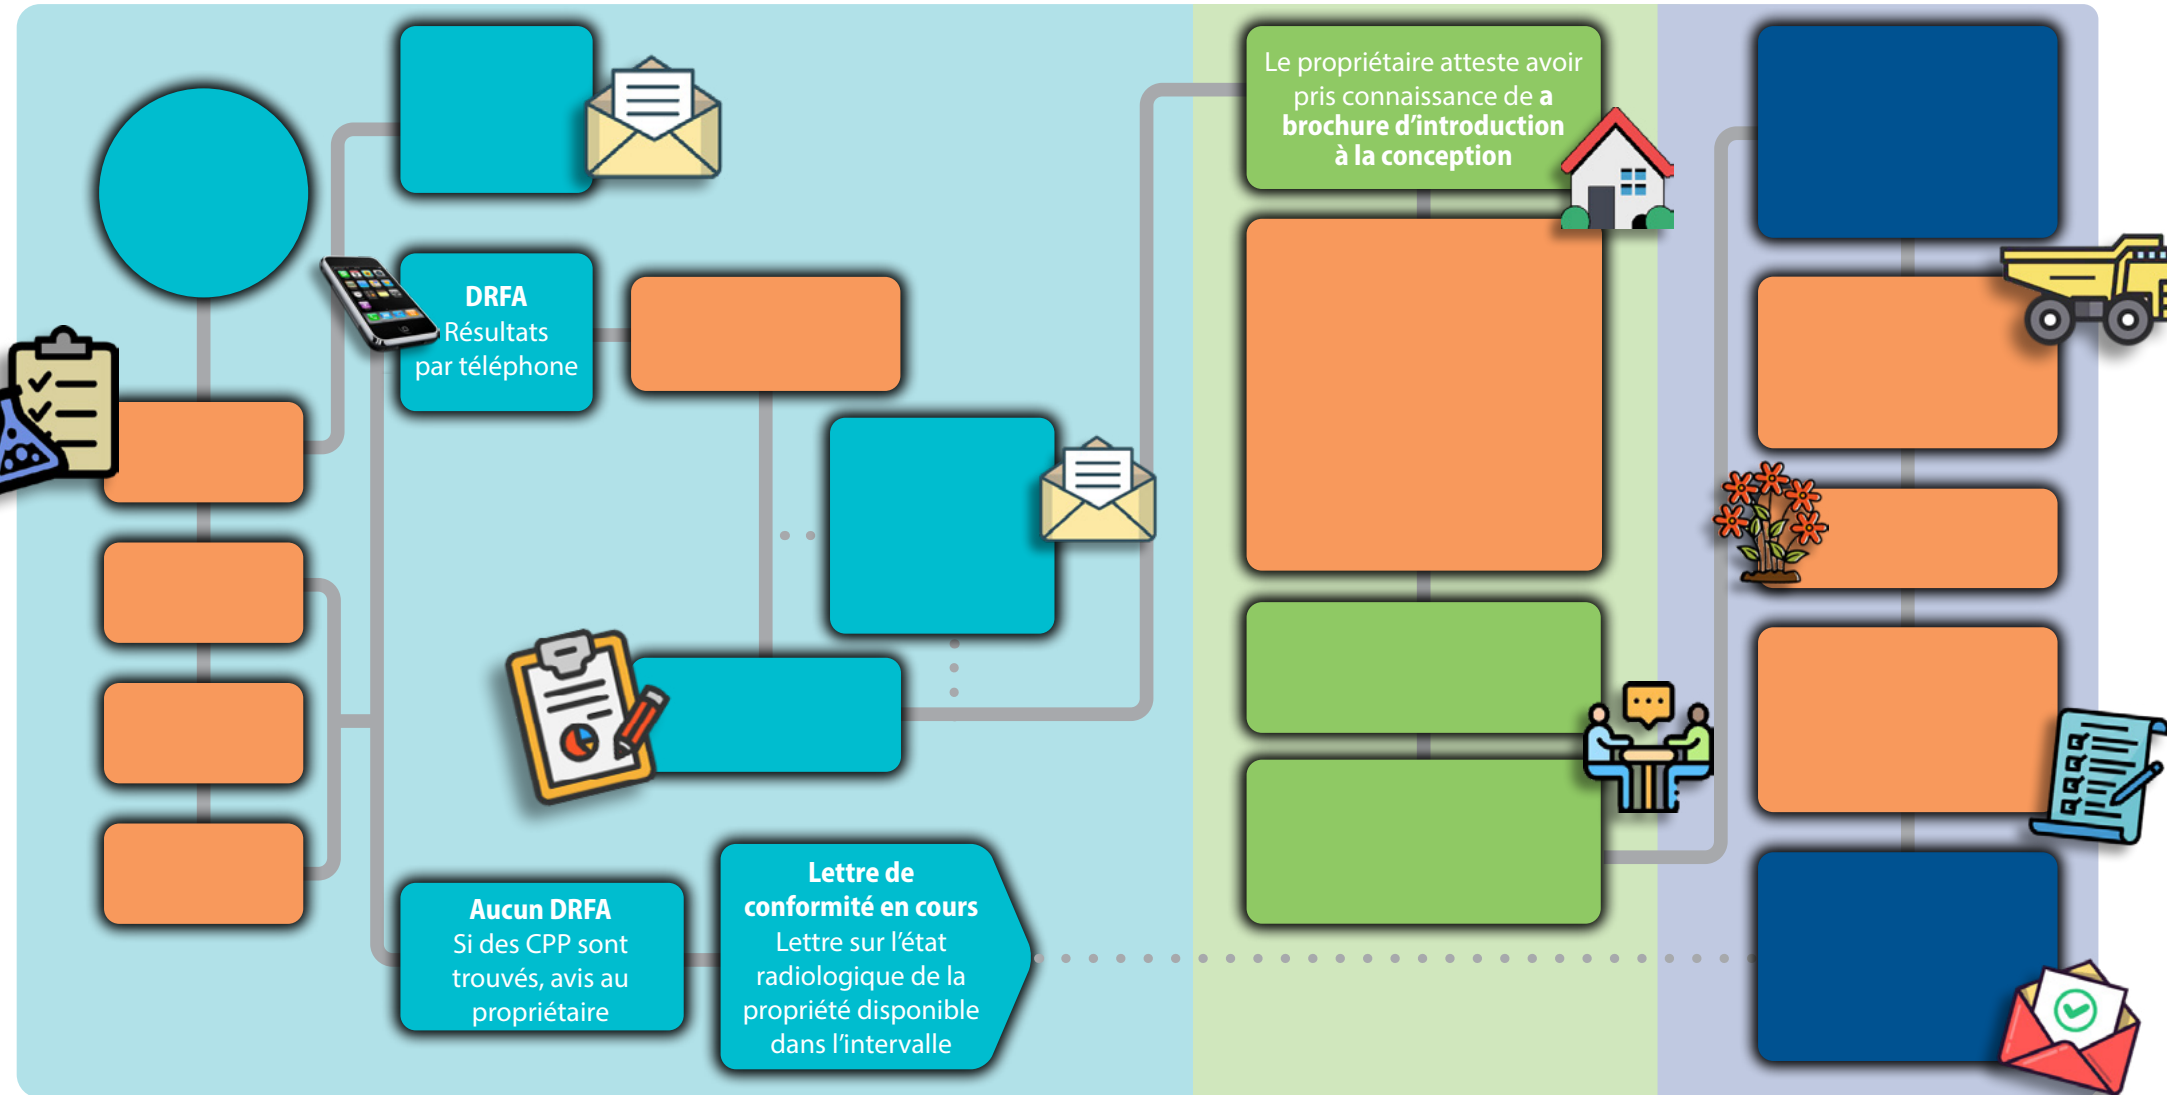 DRFA
Résultats
par téléphone
Aucun DRFA
Si des CPP sont
trouvés, avis au
propriétaire
Lettre de
conformité en cours
Lettre sur l’état
radiologique de la
propriété disponible
dans l’intervalle
Le propriétaire atteste avoir
pris connaissance de a
brochure d’introduction
à la conception